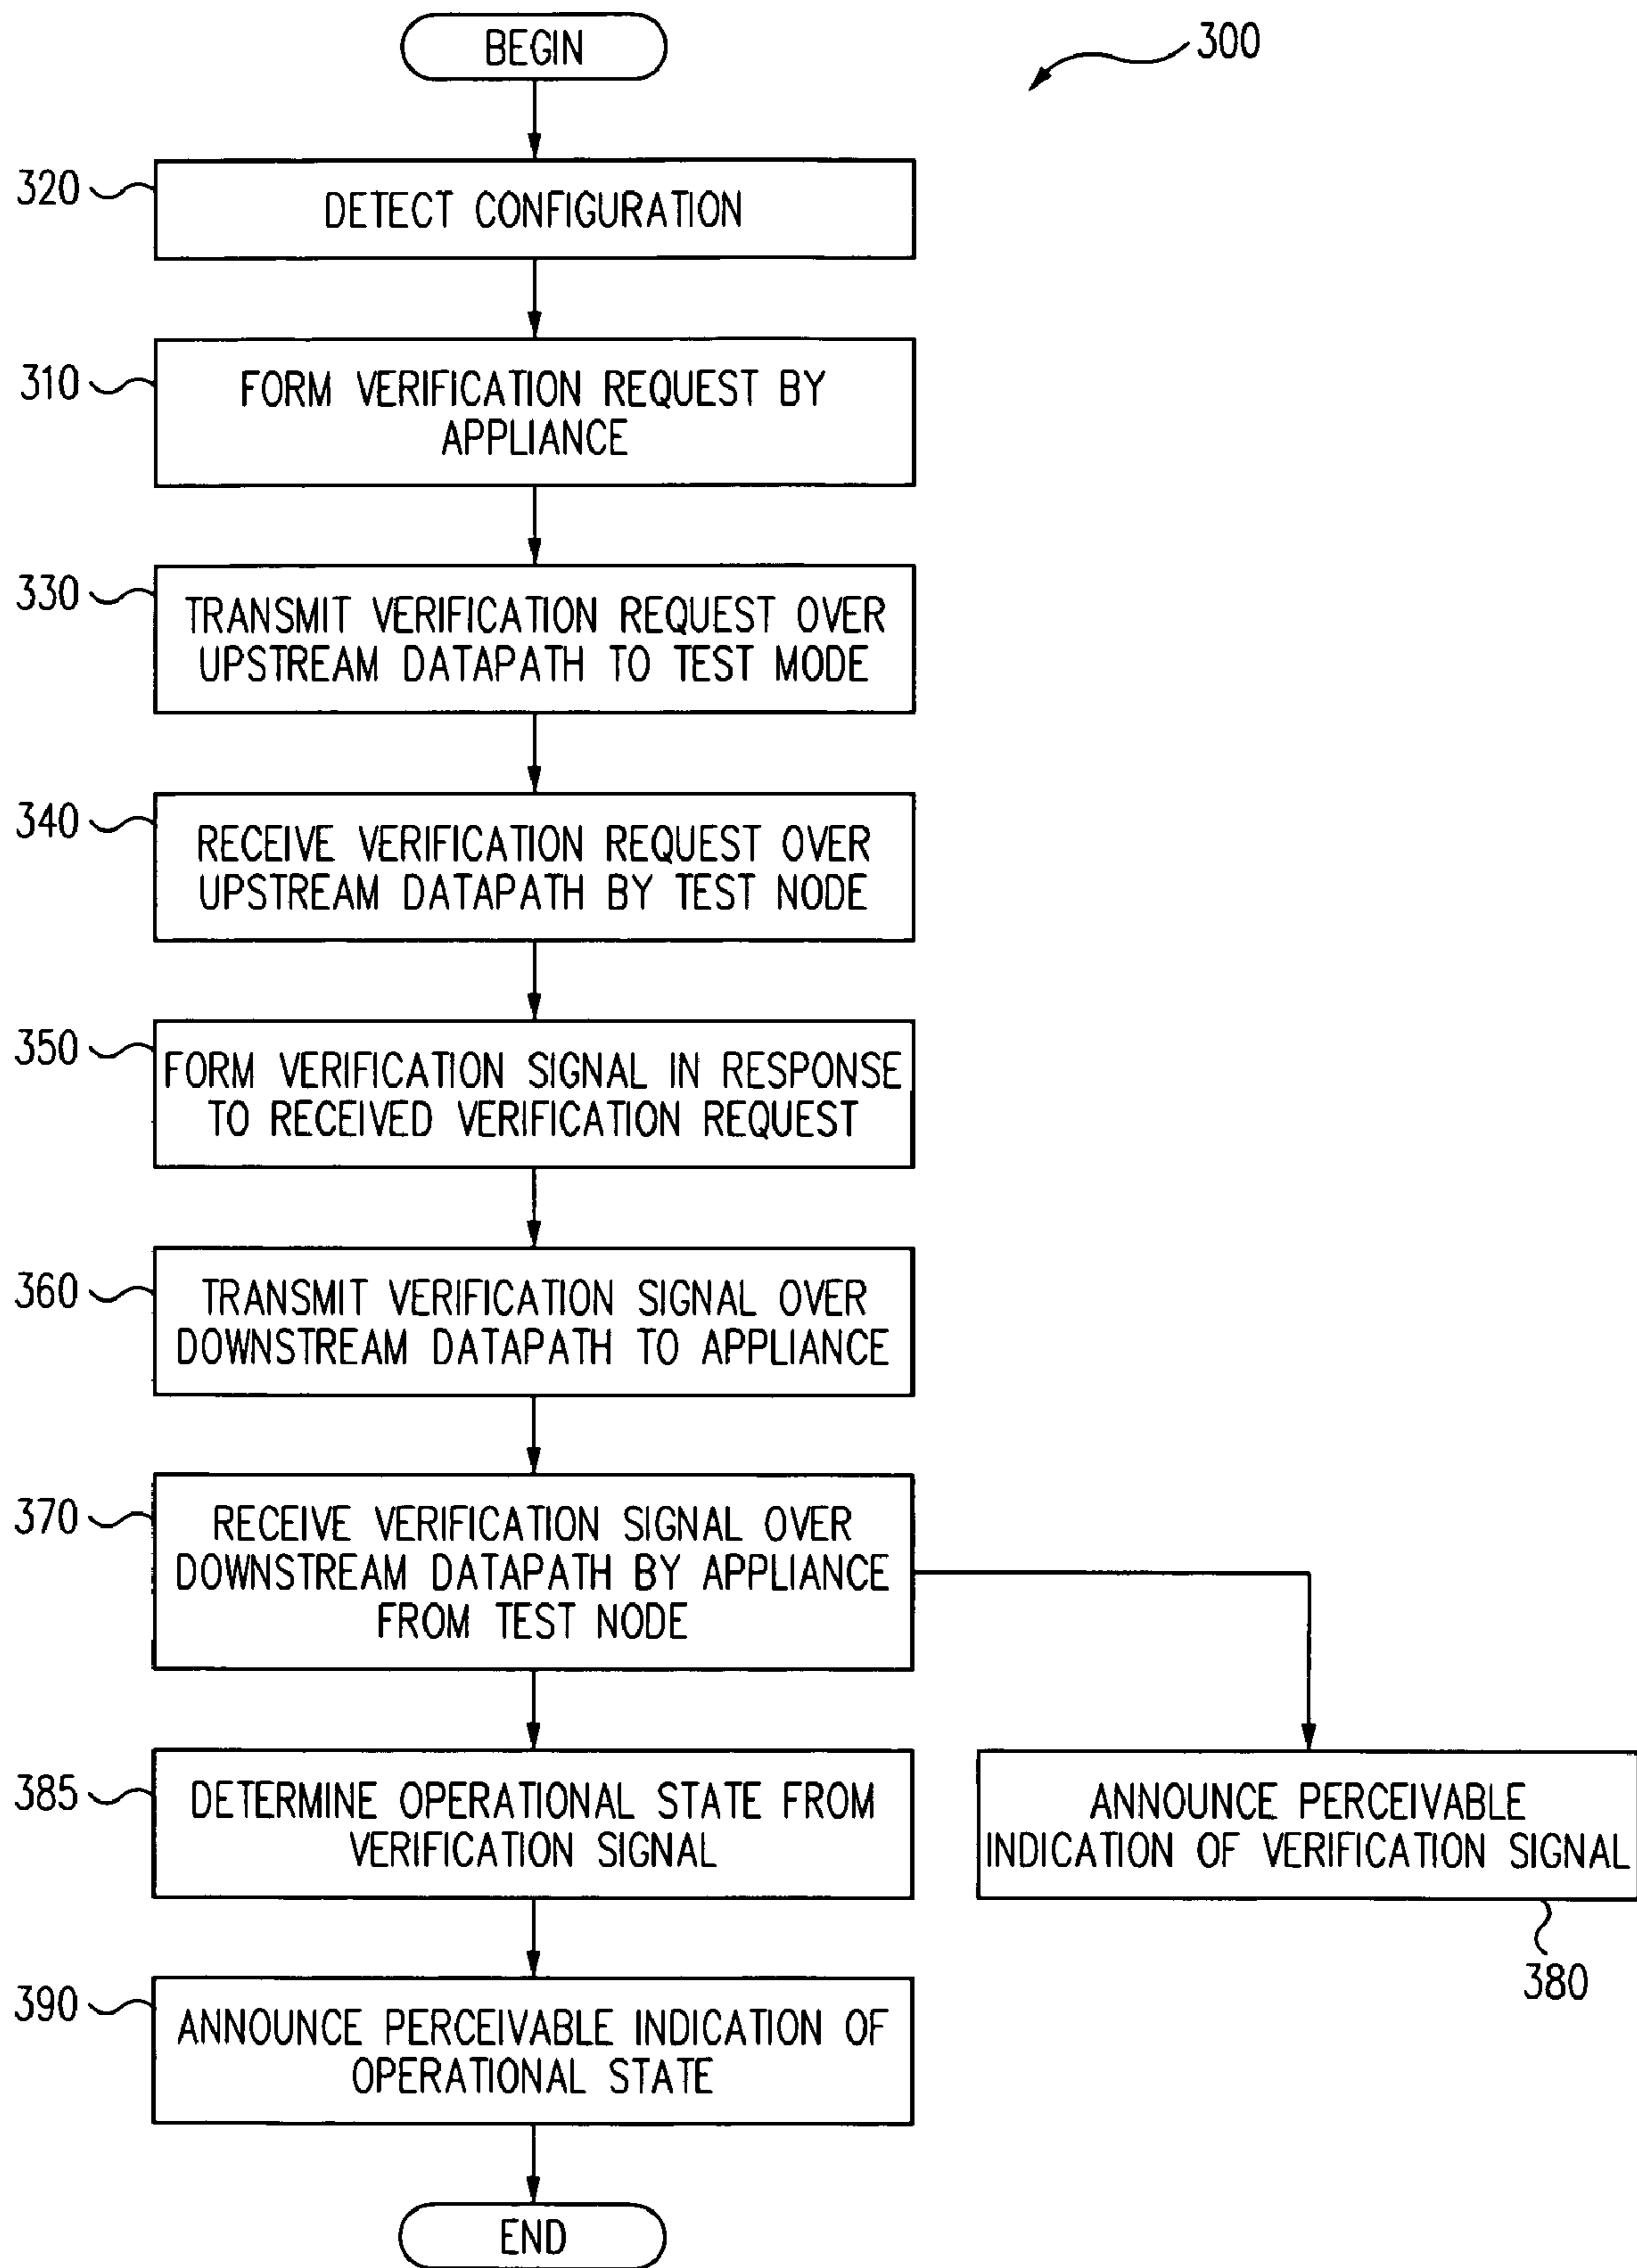 BEGIN
300
320
DETECT CONFIGURATION
310
FORM VERIFICATION REQUEST BY
APPLIANCE
330
TRANSMIT VERIFICATION REQUEST OVER
UPSTREAM DATAPATH TO TEST MODE
340
RECEIVE VERIFICATION REQUEST OVER
UPSTREAM DATAPATH BY TEST NODE
350
FORM VERIFICATION SIGNAL IN RESPONSE
TO RECEIVED VERIFICATION REQUEST
360
TRANSMIT VERIFICATION SIGNAL OVER
DOWNSTREAM DATAPATH TO APPLIANCE
370
RECEIVE VERIFICATION SIGNAL OVER
DOWNSTREAM DATAPATH BY APPLIANCE
FROM TEST NODE
385
DETERMINE OPERATIONAL STATE FROM
VERIFICATION SIGNAL
ANNOUNCE PERCEIVABLE
INDICATION OF VERIFICATION SIGNAL
380
390
ANNOUNCE PERCEIVABLE INDICATION OF
OPERATIONAL STATE
END